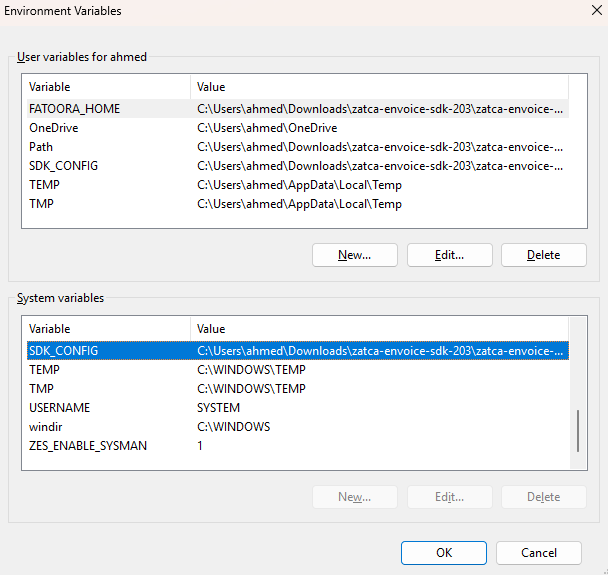 Environment Variables
User variables for ahmed
Variable Value
FATOORA_HOME C:\Users\ahmed\Downloads\zatca-envoice-sdk-203\zatca-envoice-...
OneDrive C:\Users\ahmed\OneDrive
Path C:\Users\ahmed\Downloads\zatca-envoice-sdk-203\zatca-envoice-...
SDK_CONFIG C:\Users\ahmed\Downloads\zatca-envoice-sdk-203\zatca-envoice-...
TEMP C:\Users\ahmed\AppData\Local\Temp
TMP C:\Users\ahmed\AppData\Local\Temp
New... Edit... Delete
System variables
Variable Value
SDK_CONFIG C:\Users\ahmed\Downloads\zatca-envoice-sdk-203\zatca-envoice-...
TEMP C:\WINDOWS\TEMP
TMP C:\WINDOWS\TEMP
USERNAME SYSTEM
windir C:\WINDOWS
ZES_ENABLE_SYSMAN 1
New... Edit... Delete
OK Cancel